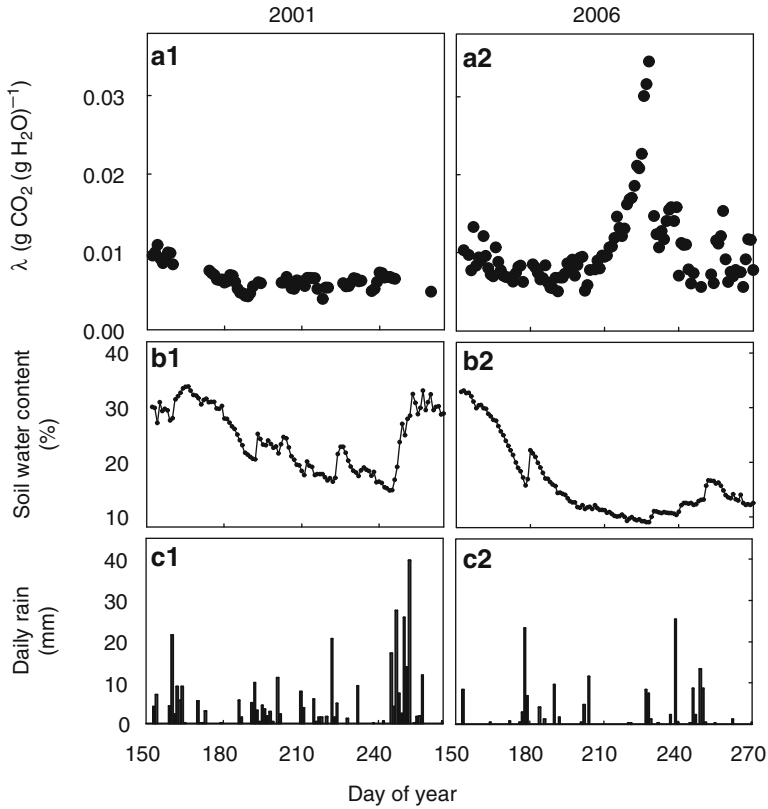 2001 2006
a1 a2
λ (g CO₂ (g H₂O)⁻¹)
0.03
0.02
0.01
0.00
b1 b2
Soil water content
(%)
40
30
20
10
c1 c2
Daily rain
(mm)
40
30
20
10
0
150 180 210 240 150 180 210 240 270
Day of year